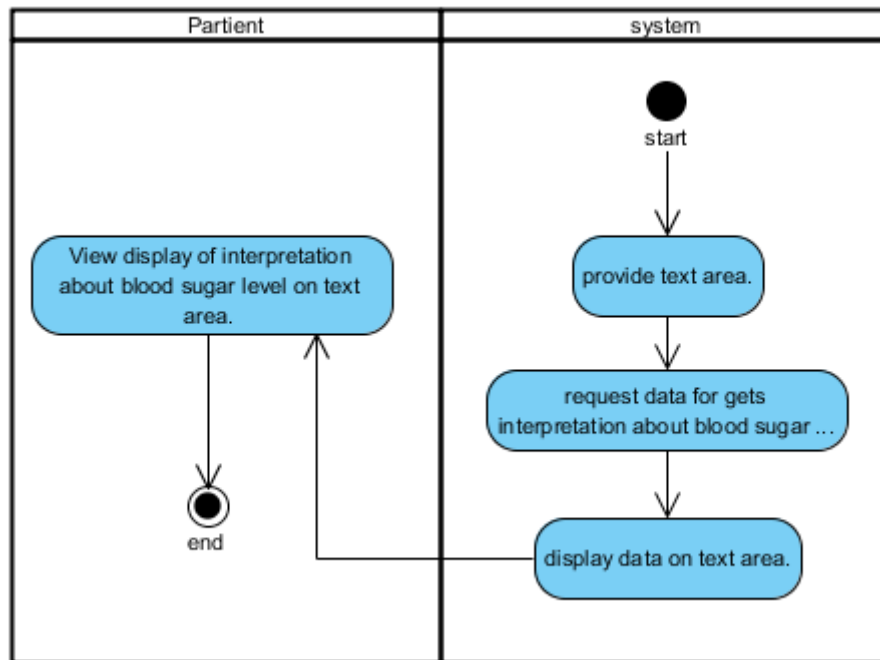 Partient
system
start
View display of interpretation
about blood sugar level on text
area.
provide text area.
request data for gets
interpretation about blood sugar ...
end
display data on text area.